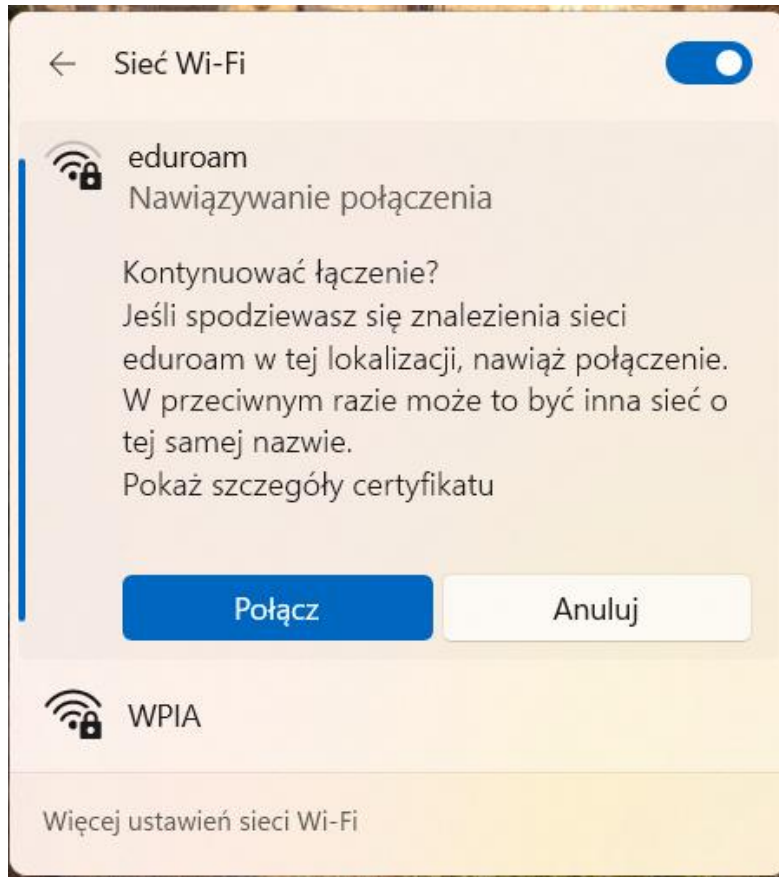 Sieć Wi-Fi
eduroam
Nawiązywanie połączenia
Kontynuować łączenie?
Jeśli spodziewasz się znalezienia sieci
eduroam w tej lokalizacji, nawiąż połączenie.
W przeciwnym razie może to być inna sieć o
tej samej nazwie.
Pokaż szczegóły certyfikatu
Połącz
Anuluj
WPIA
Więcej ustawień sieci Wi-Fi